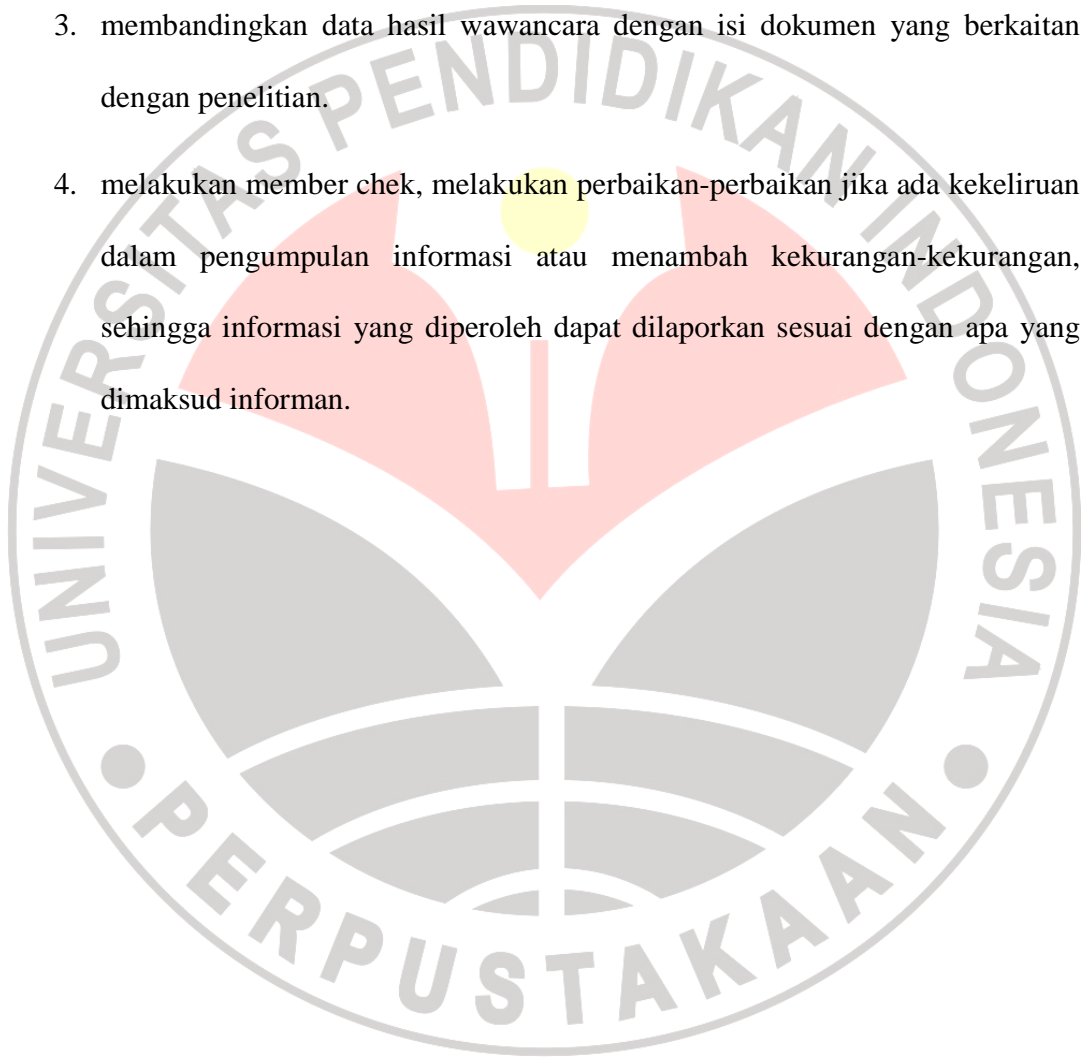 3. membandingkan data hasil wawancara dengan isi dokumen yang berkaitan
dengan penelitian.
4. melakukan member chek, melakukan perbaikan-perbaikan jika ada kekeliruan
dalam pengumpulan informasi atau menambah kekurangan-kekurangan,
sehingga informasi yang diperoleh dapat dilaporkan sesuai dengan apa yang
dimaksud informan.
UNIVERSITAS PENDIDIKAN INDONESIA
PERPUSTAKAAN